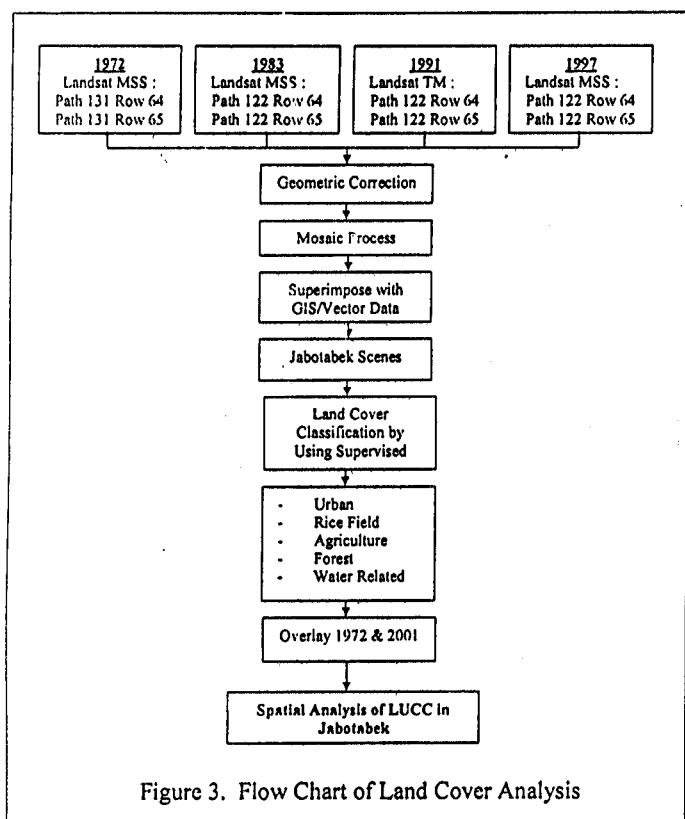 1972
Landsat MSS :
Path 131 Row 64
Path 131 Row 65
1983
Landsat MSS :
Path 122 Row 64
Path 122 Row 65
1991
Landsat TM :
Path 122 Row 64
Path 122 Row 65
1997
Landsat MSS :
Path 122 Row 64
Path 122 Row 65
Geometric Correction
Mosaic Process
Superimpose with
GIS/Vector Data
Jabotabek Scenes
Land Cover
Classification by
Using Supervised
- Urban
- Rice Field
- Agriculture
- Forest
- Water Related
Overlay 1972 & 2001
Spatial Analysis of LUCC in
Jabotabek
Figure 3. Flow Chart of Land Cover Analysis